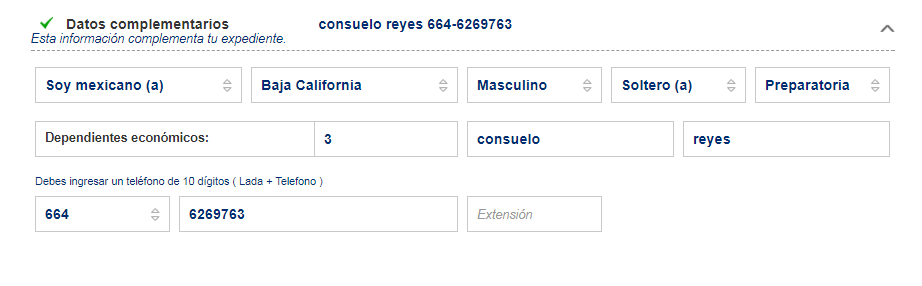 Datos complementarios consuelo reyes 664-6269763
Esta información complementa tu expediente.
Soy mexicano (a) Baja California Masculino Soltero (a) Preparatoria
Dependientes económicos: 3 consuelo reyes
Debes ingresar un teléfono de 10 dígitos ( Lada + Telefono )
664 6269763 Extensión